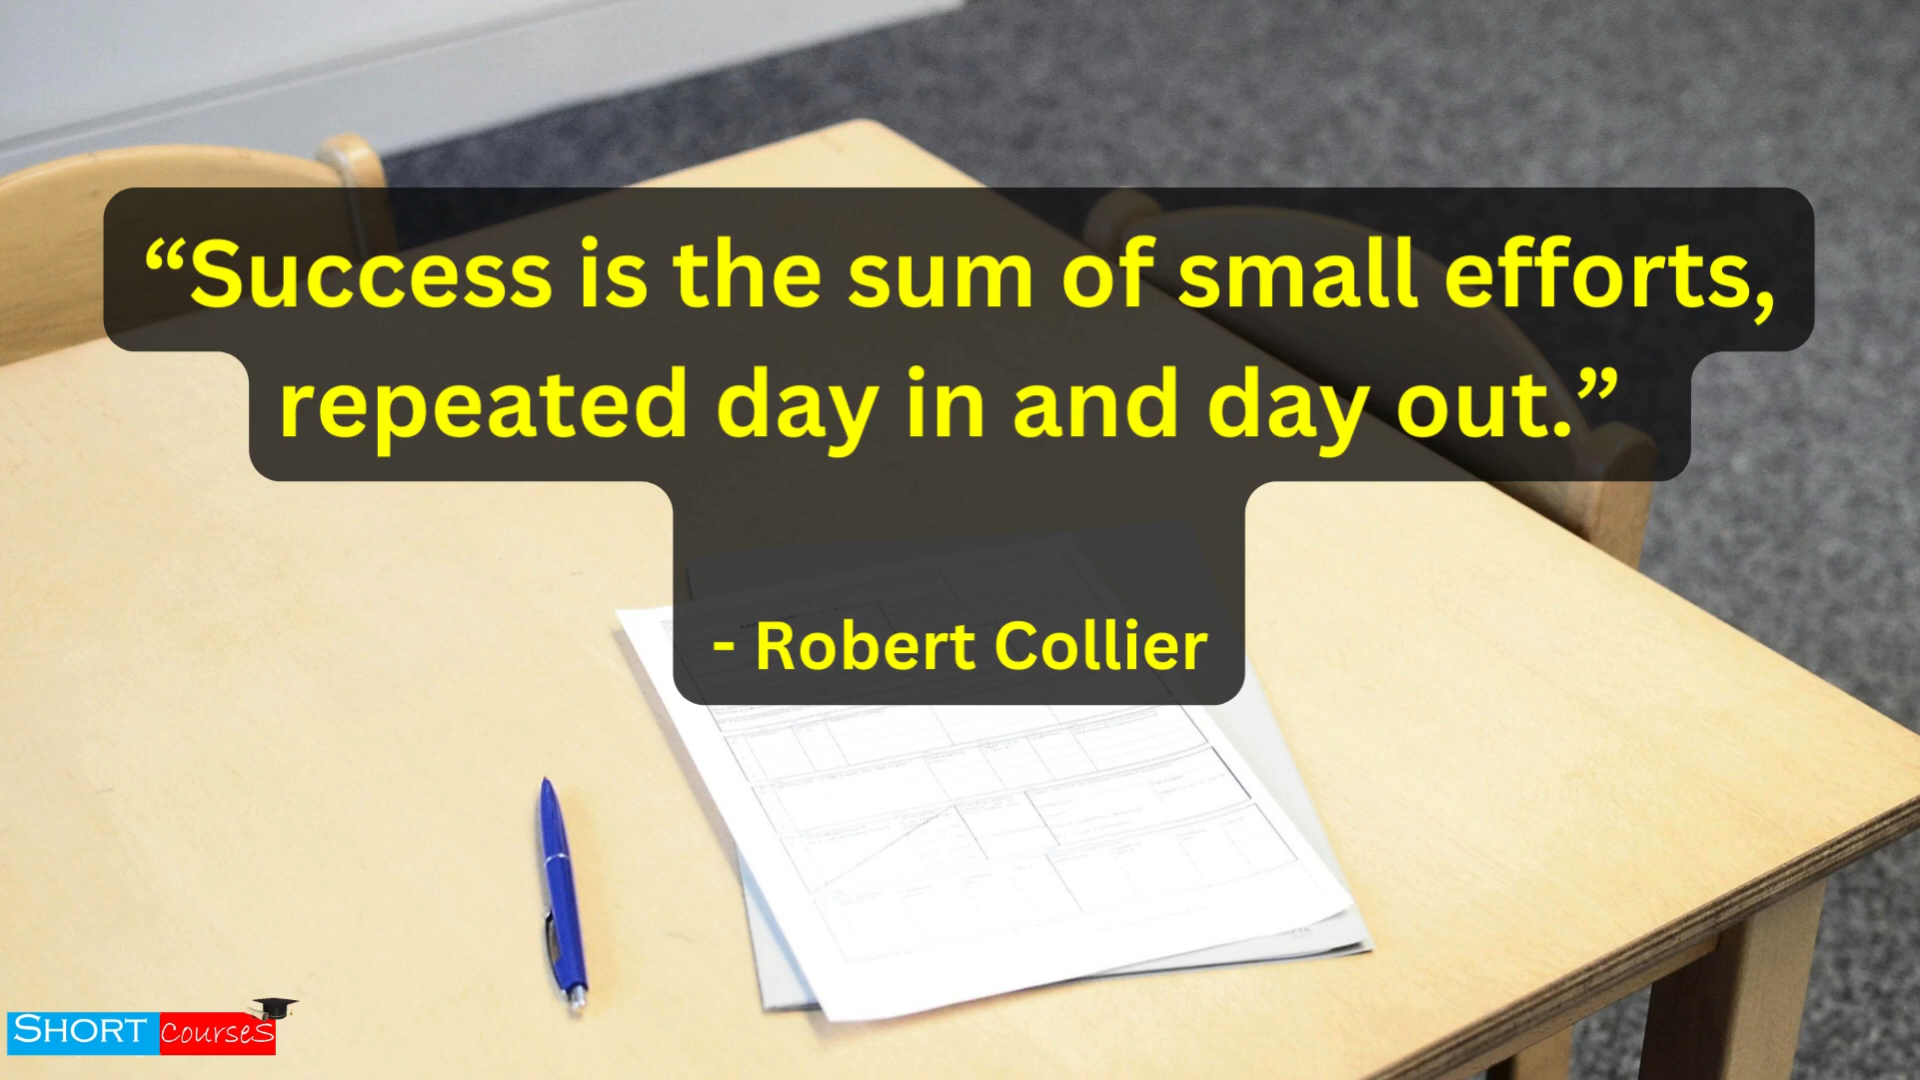 “Success is the sum of small efforts,
repeated day in and day out.”
- Robert Collier
SHORT courses